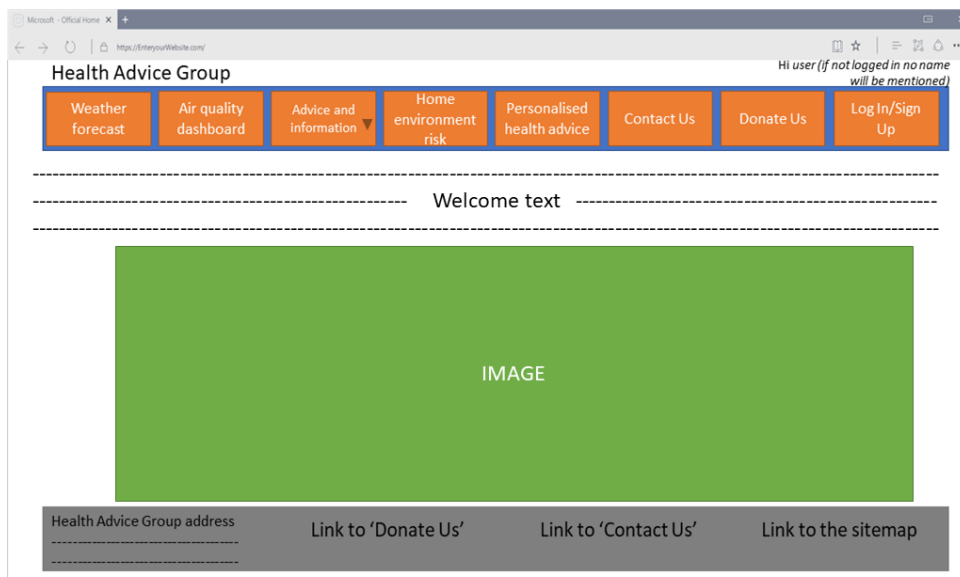 Microsoft - Official Home
https://EnteryourWebsite.com/
Health Advice Group
Hi user (if not logged in no name
will be mentioned)
Weather
forecast
Air quality
dashboard
Advice and
information
Home
environment
risk
Personalised
health advice
Contact Us
Donate Us
Log In/Sign
Up
Welcome text
IMAGE
Health Advice Group address
Link to ‘Donate Us’
Link to ‘Contact Us’
Link to the sitemap